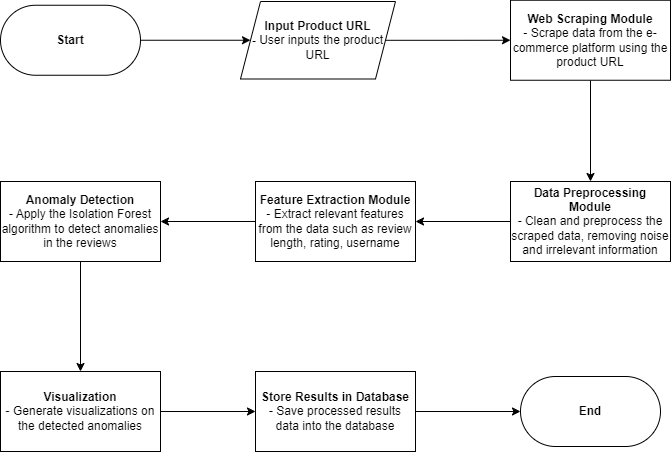 Start
Input Product URL
- User inputs the product
URL
Web Scraping Module
- Scrape data from the e-
commerce platform using the
product URL
Anomaly Detection
- Apply the Isolation Forest
algorithm to detect anomalies
in the reviews
Feature Extraction Module
- Extract relevant features
from the data such as review
length, rating, username
Data Preprocessing
Module
- Clean and preprocess the
scraped data, removing noise
and irrelevant information
Visualization
- Generate visualizations on
the detected anomalies
Store Results in Database
- Save processed results
data into the database
End